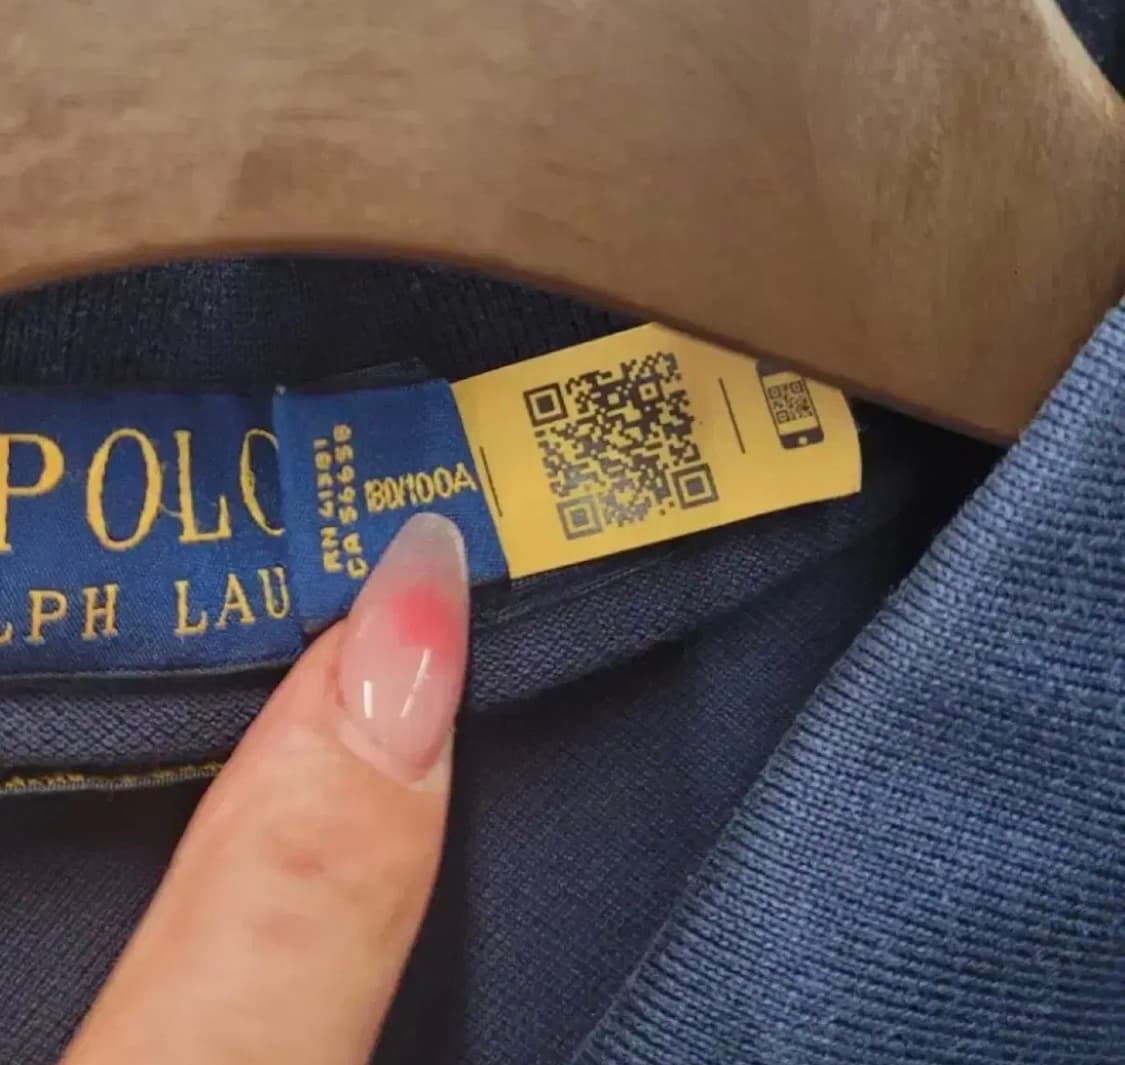 POLO
LPH LAU
RN 41381
CA 56658
180/100A